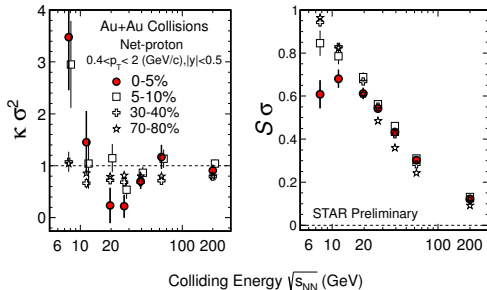 Au+Au Collisions
Net-proton
0.4<p_T< 2 (GeV/c),|y|<0.5
0-5%
5-10%
30-40%
70-80%
κ σ²
4
3
2
1
0
6 10 20 100 200
S σ
1.0
0.8
0.6
0.4
0.2
0.0
STAR Preliminary
6 10 20 100 200
Colliding Energy √s_NN (GeV)